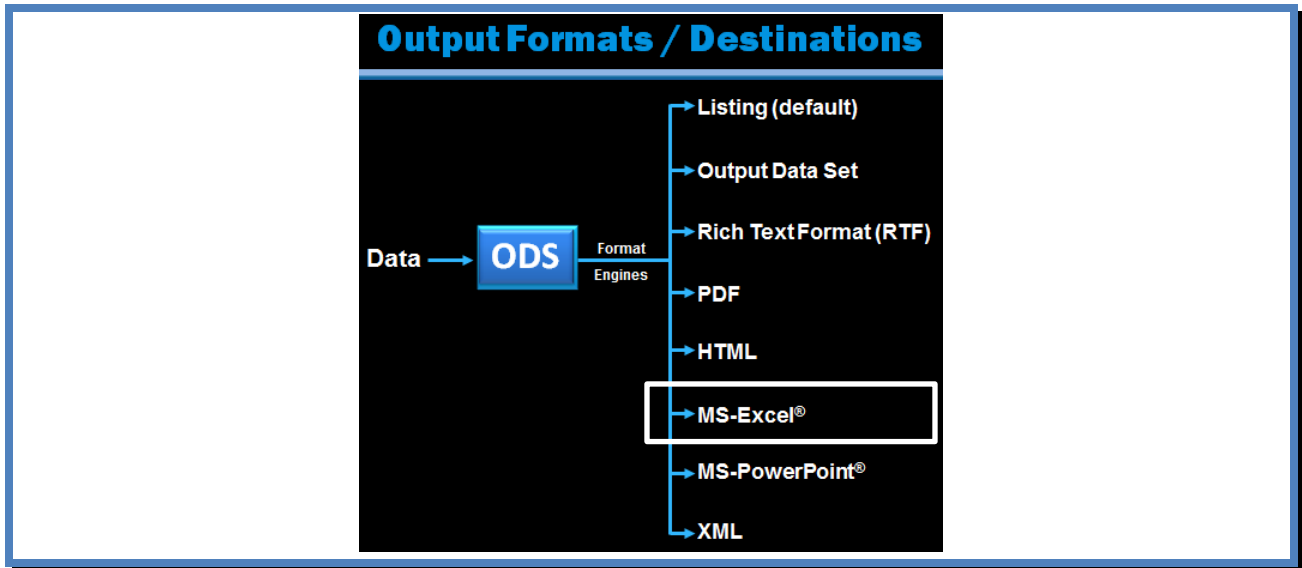 Output Formats / Destinations
Listing (default)
Output Data Set
Rich Text Format (RTF)
Data
ODS
Format
Engines
PDF
HTML
MS-Excel®
MS-PowerPoint®
XML